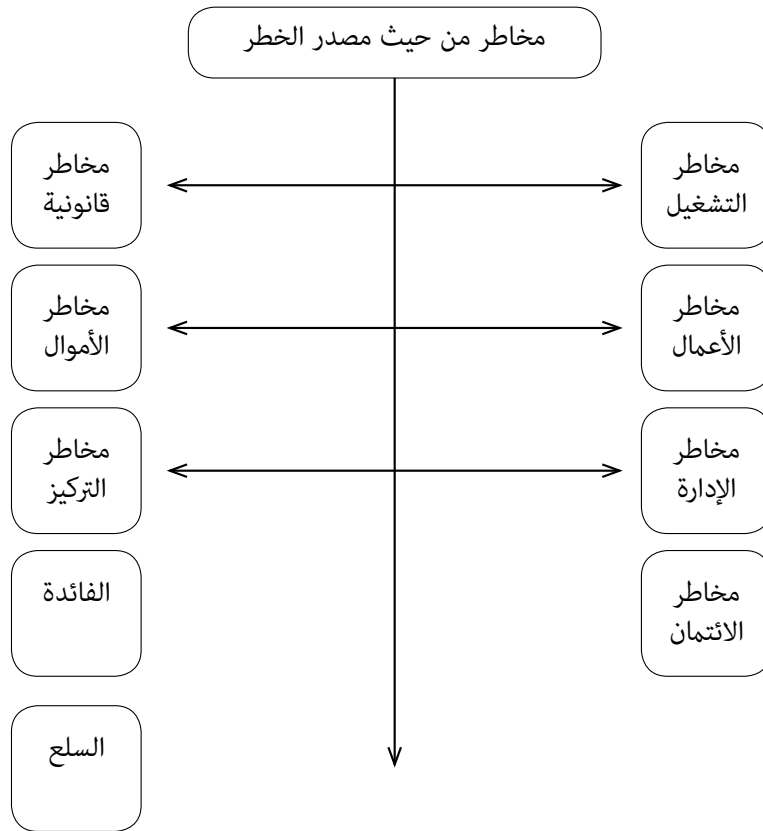 مخاطر من حيث مصدر الخطر
مخاطر
التشغيل
مخاطر
قانونية
مخاطر
الأعمال
مخاطر
الأموال
مخاطر
الإدارة
مخاطر
التركيز
مخاطر
الائتمان
الفائدة
السلع